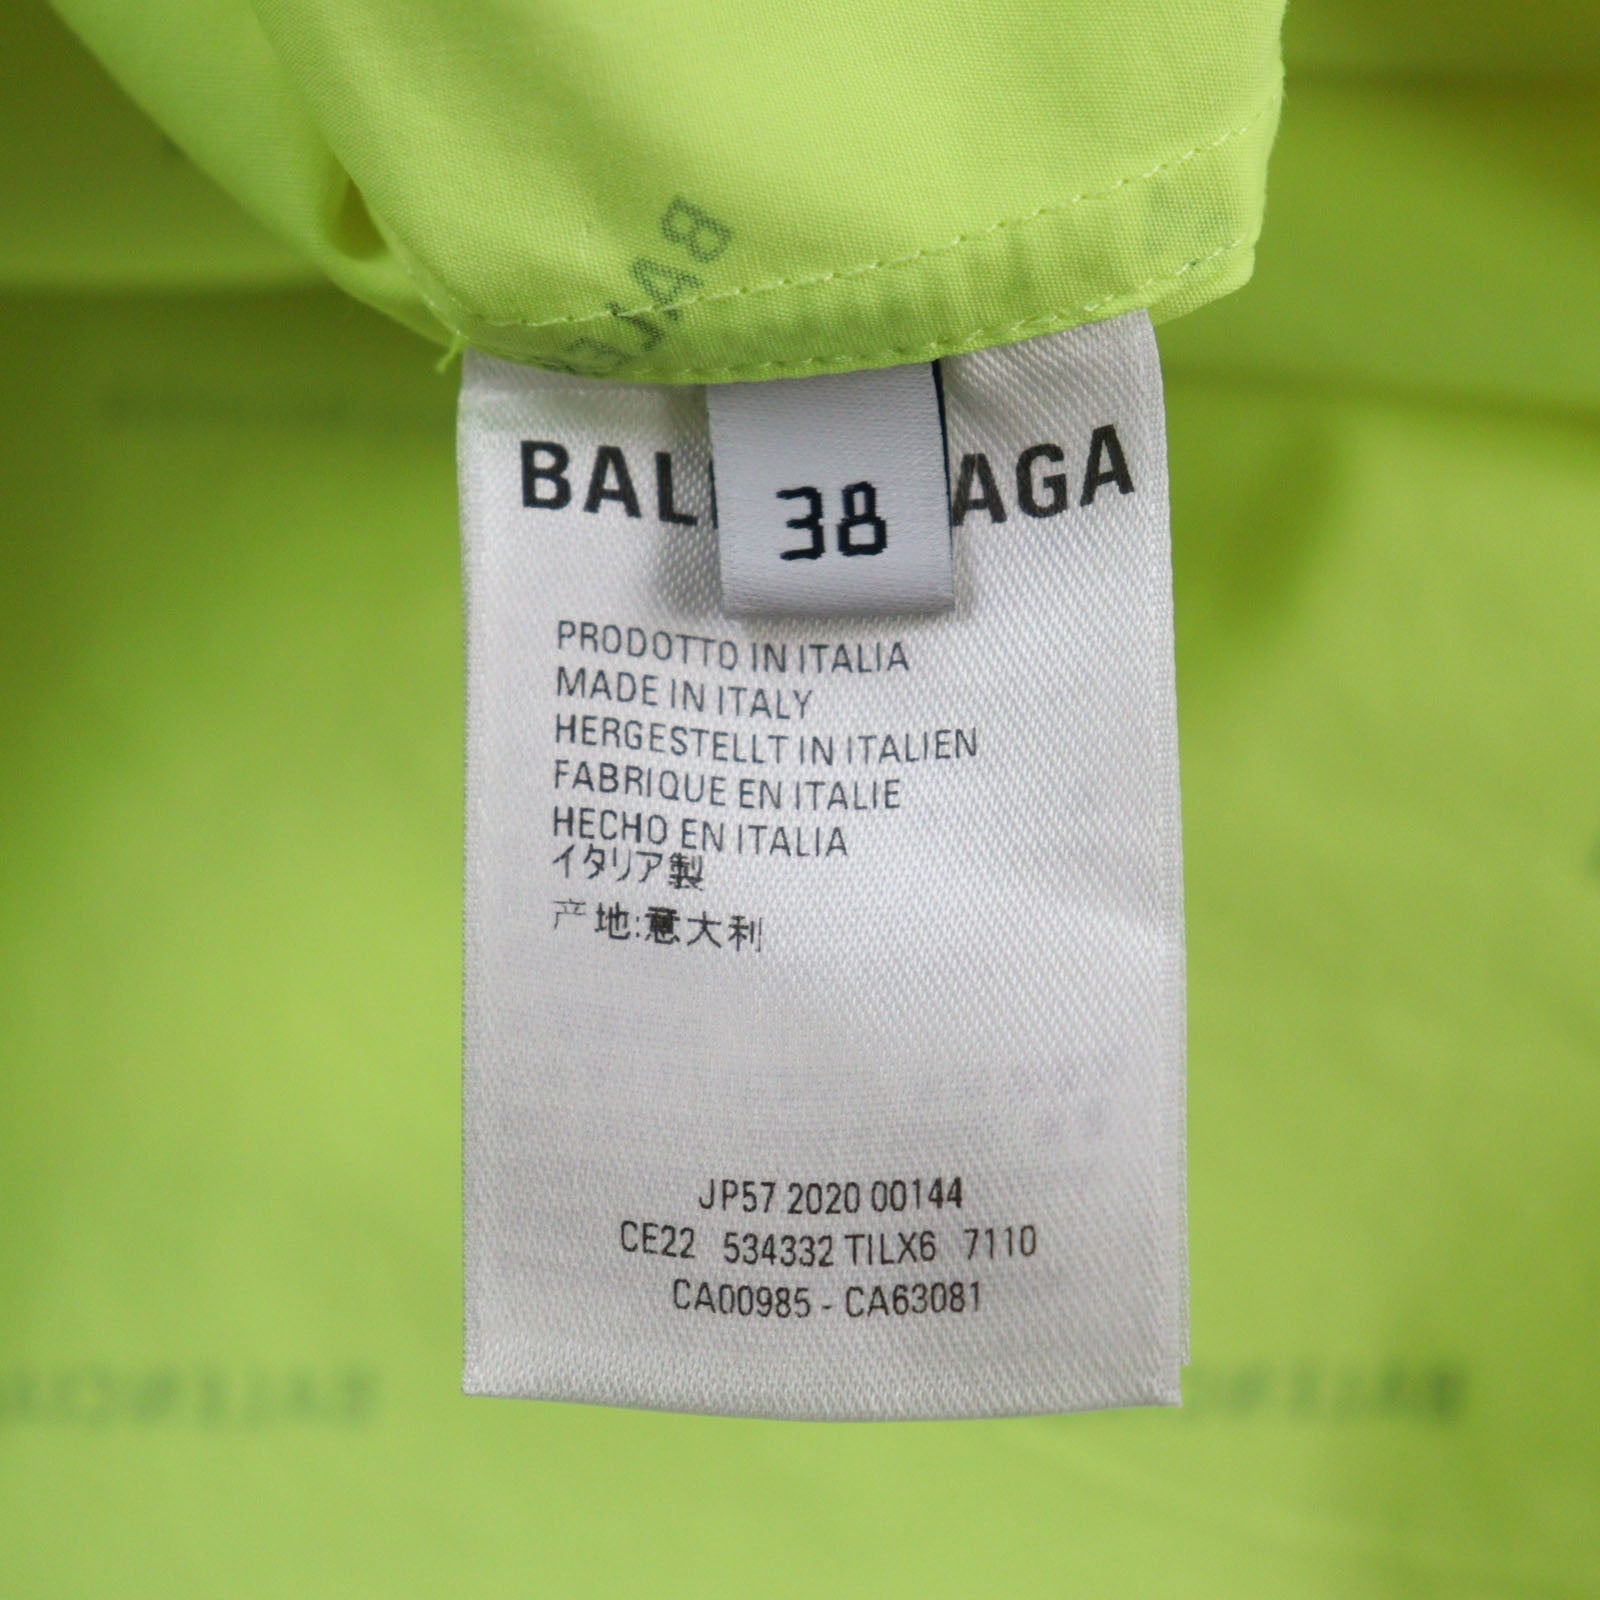 BAL AGA
38
PRODOTTO IN ITALIA
MADE IN ITALY
HERGESTELLT IN ITALIEN
FABRIQUE EN ITALIE
HECHO EN ITALIA
イタリア製
产地:意大利
JP57 2020 00144
CE22 534332 TILX6 7110
CA00985 - CA63081